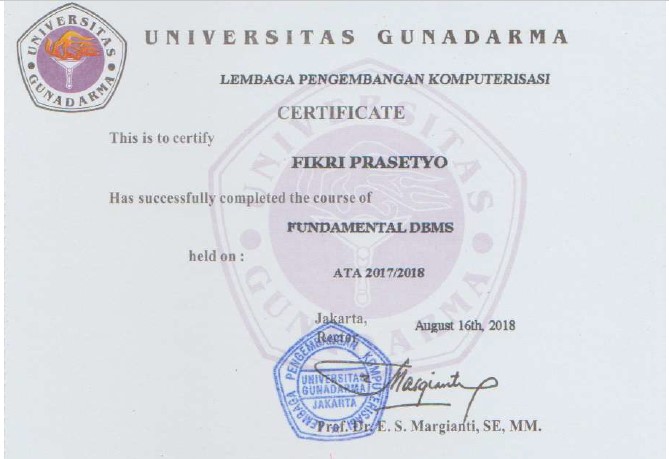 UNIVERSITAS GUNADARMA
UNIVERSITAS GUNADARMA
LEMBAGA PENGEMBANGAN KOMPUTERISASI
CERTIFICATE
This is to certify
FIKRI PRASETYO
Has successfully completed the course of
FUNDAMENTAL DBMS
held on :
ATA 2017/2018
UNIVERSITAS GUNADARMA
Jakarta,
August 16th, 2018
Rector
LEMBAGA PENGEMBANGAN KOMPUTERISASI
UNIVERSITAS
GUNADARMA
JAKARTA
Margianti
Prof. Dr. E. S. Margianti, SE, MM.